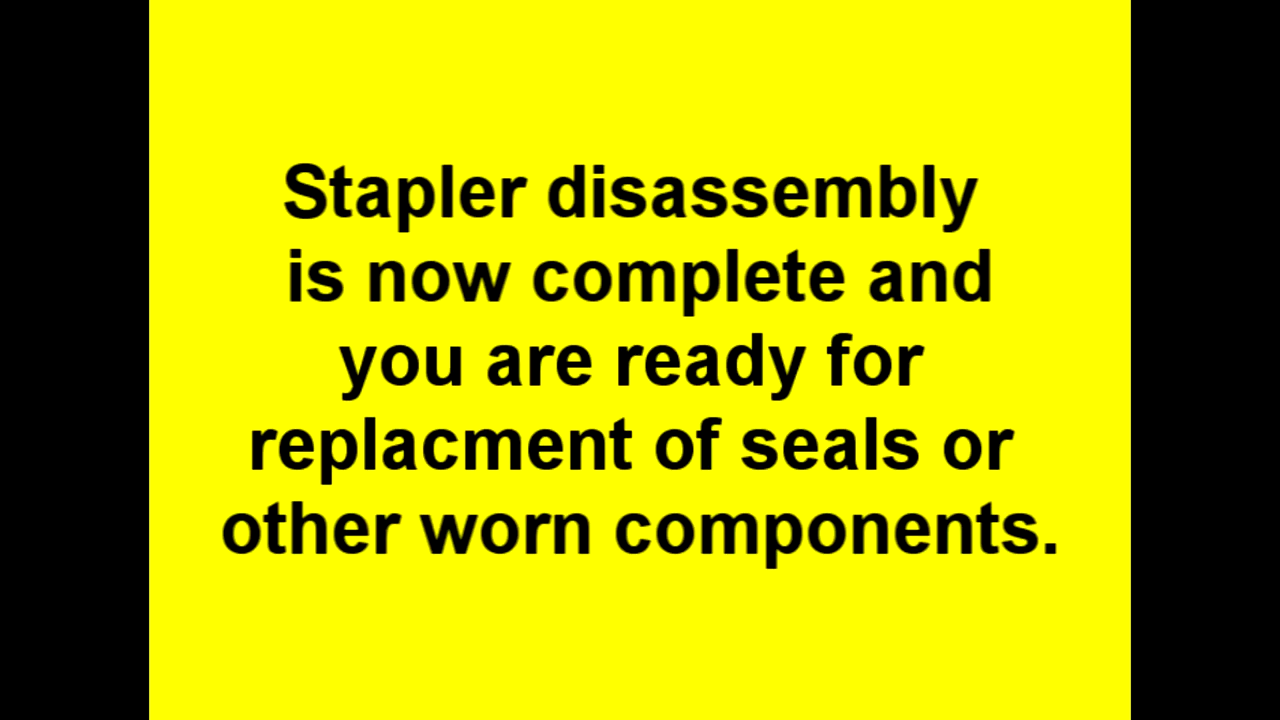 Stapler disassembly
is now complete and
you are ready for
replacment of seals or
other worn components.